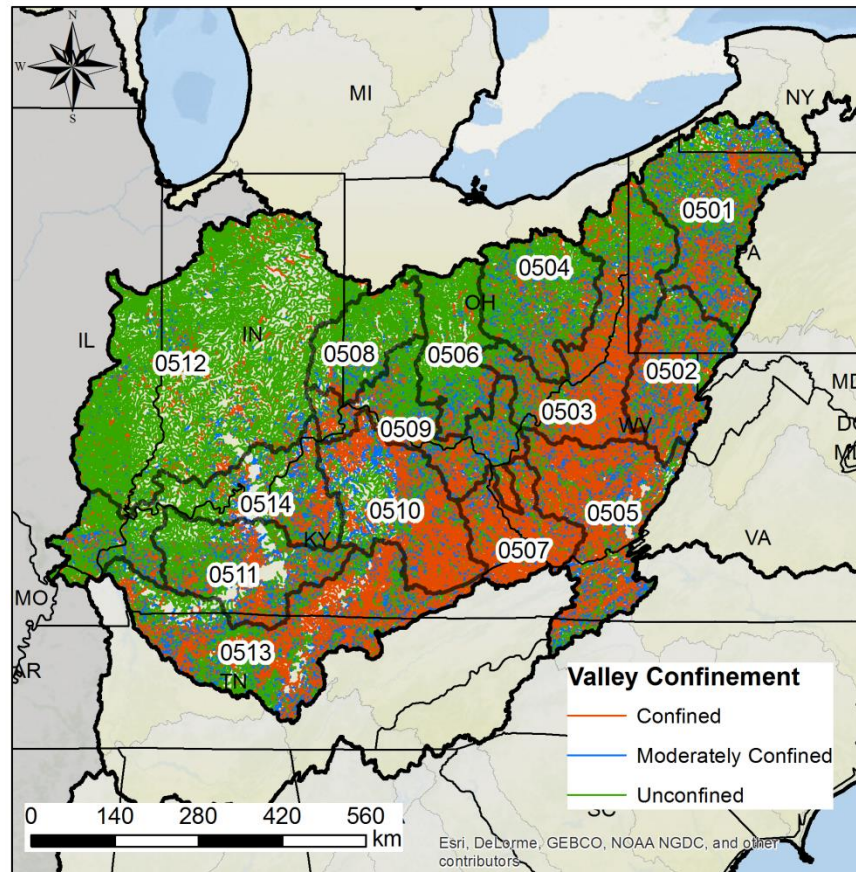 N
W
S
MI
NY
0501
PA
0504
OH
IL
IN
0508
0506
0512
0502
0503
MD
0509
WV
DC
MD
0514
0510
0505
KY
0507
VA
0511
MO
0513
AR
TN
Valley Confinement
Confined
Moderately Confined
Unconfined
SC
0 140 280 420 560
km
Esri, DeLorme, GEBCO, NOAA NGDC, and other
contributors